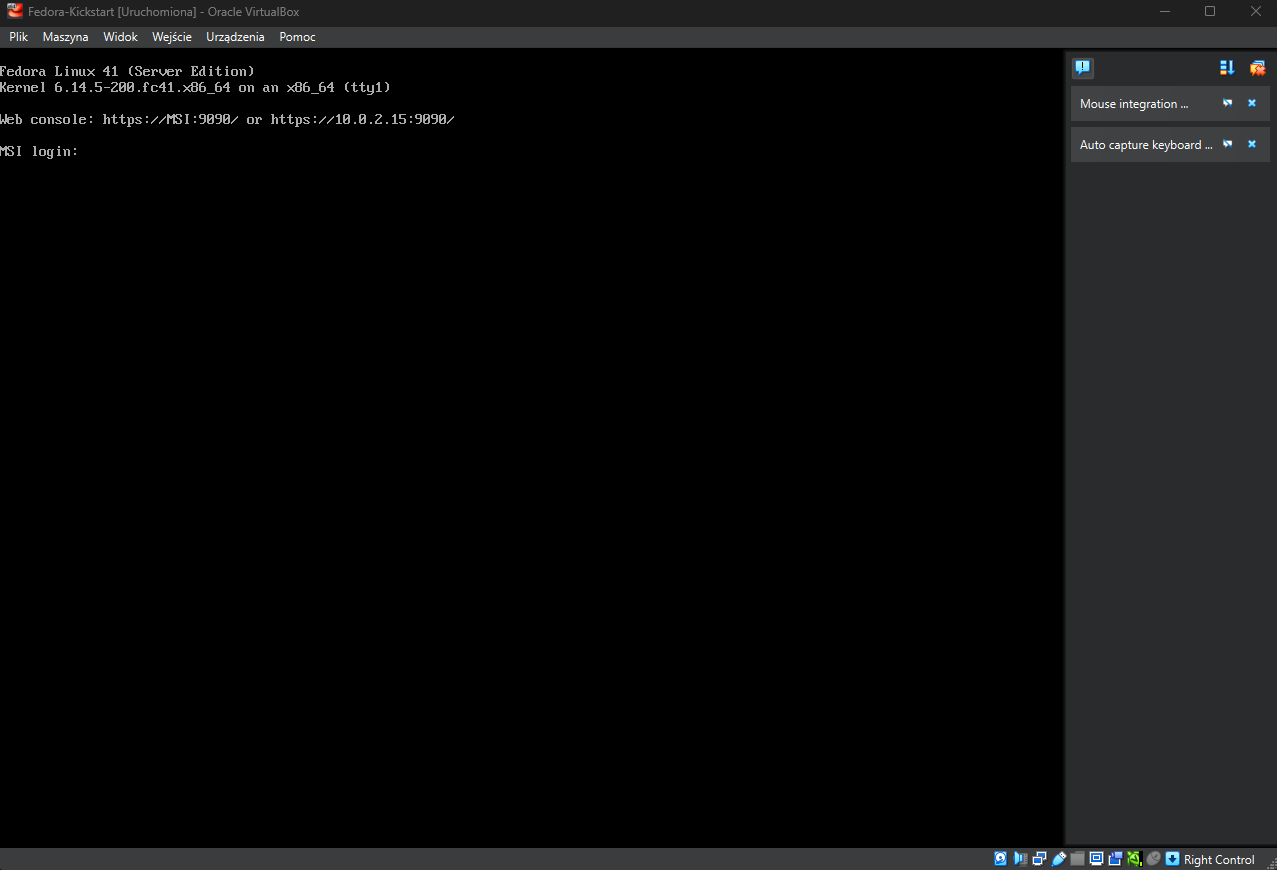 Fedora-Kickstart [Uruchomiona] - Oracle VirtualBox
Plik Maszyna Widok Wejście Urządzenia Pomoc
Fedora Linux 41 (Server Edition)
Kernel 6.14.5-200.fc41.x86_64 on an x86_64 (tty1)
Web console: https://MSI:9090/ or https://10.0.2.15:9090/
MSI login:
Mouse integration ...
Auto capture keyboard ...
Right Control